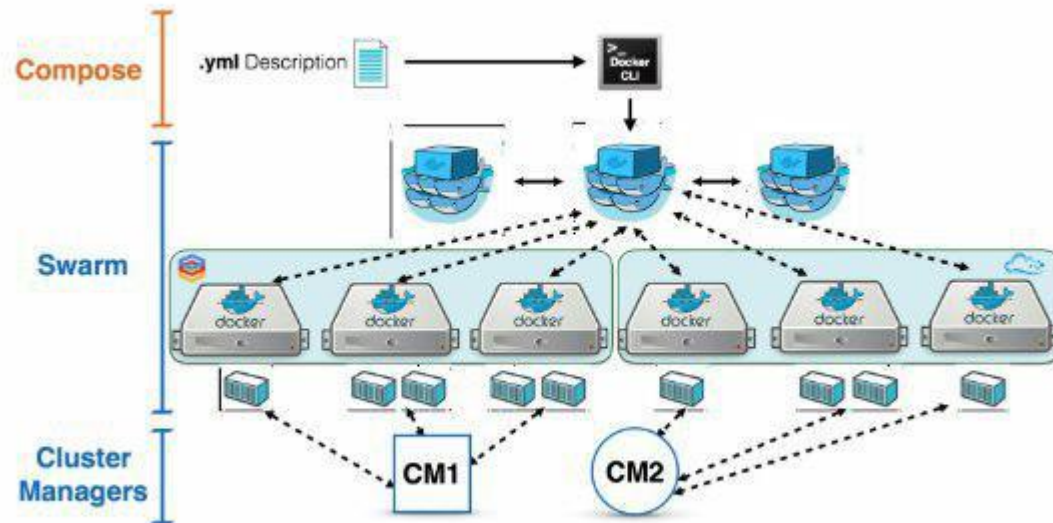 Compose
.yml Description
>_ Docker
CLI
Swarm
docker
docker
docker
docker
docker
docker
Cluster
Managers
CM1
CM2